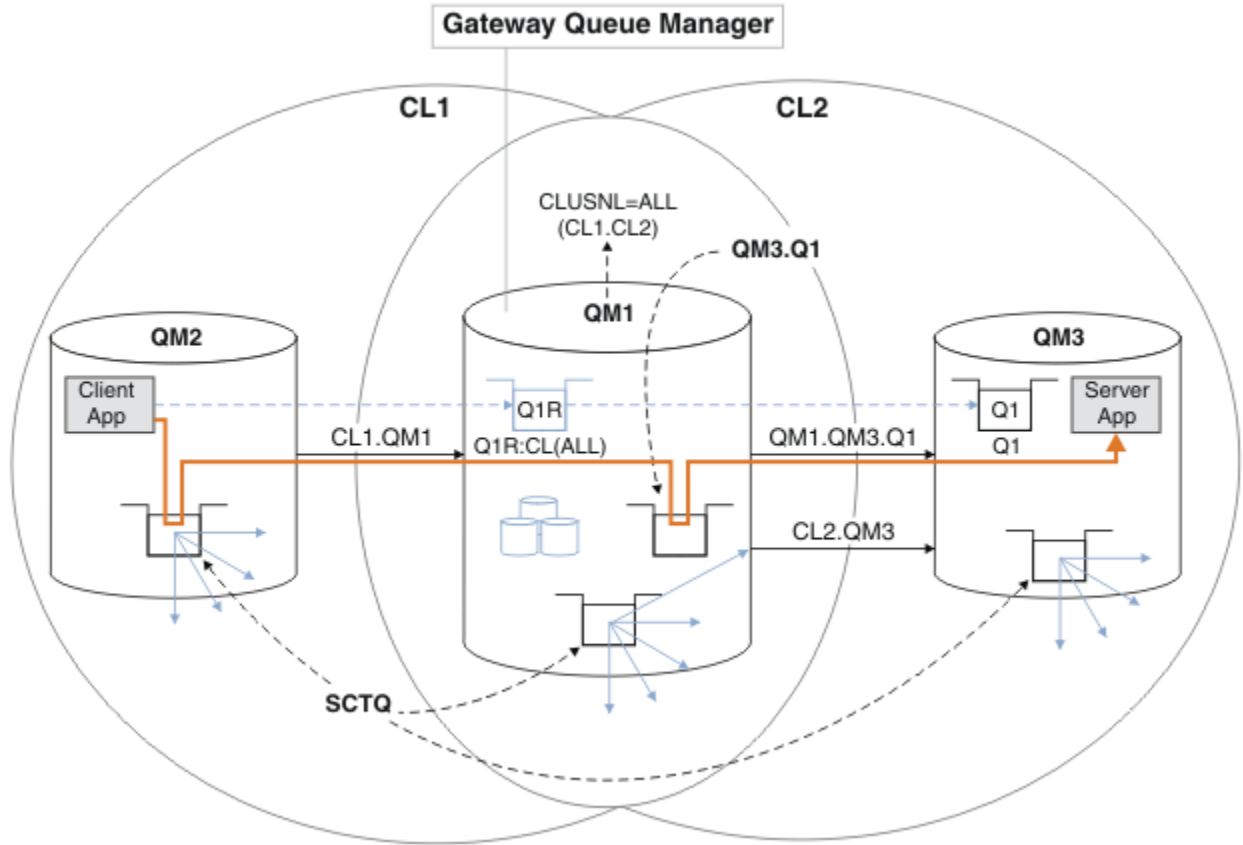 Gateway Queue Manager
CL1
CL2
CLUSNL=ALL
(CL1.CL2)
QM3.Q1
QM2
QM1
QM3
Client
App
Q1R
Q1
Server
App
CL1.QM1
Q1R:CL(ALL)
QM1.QM3.Q1
Q1
CL2.QM3
SCTQ